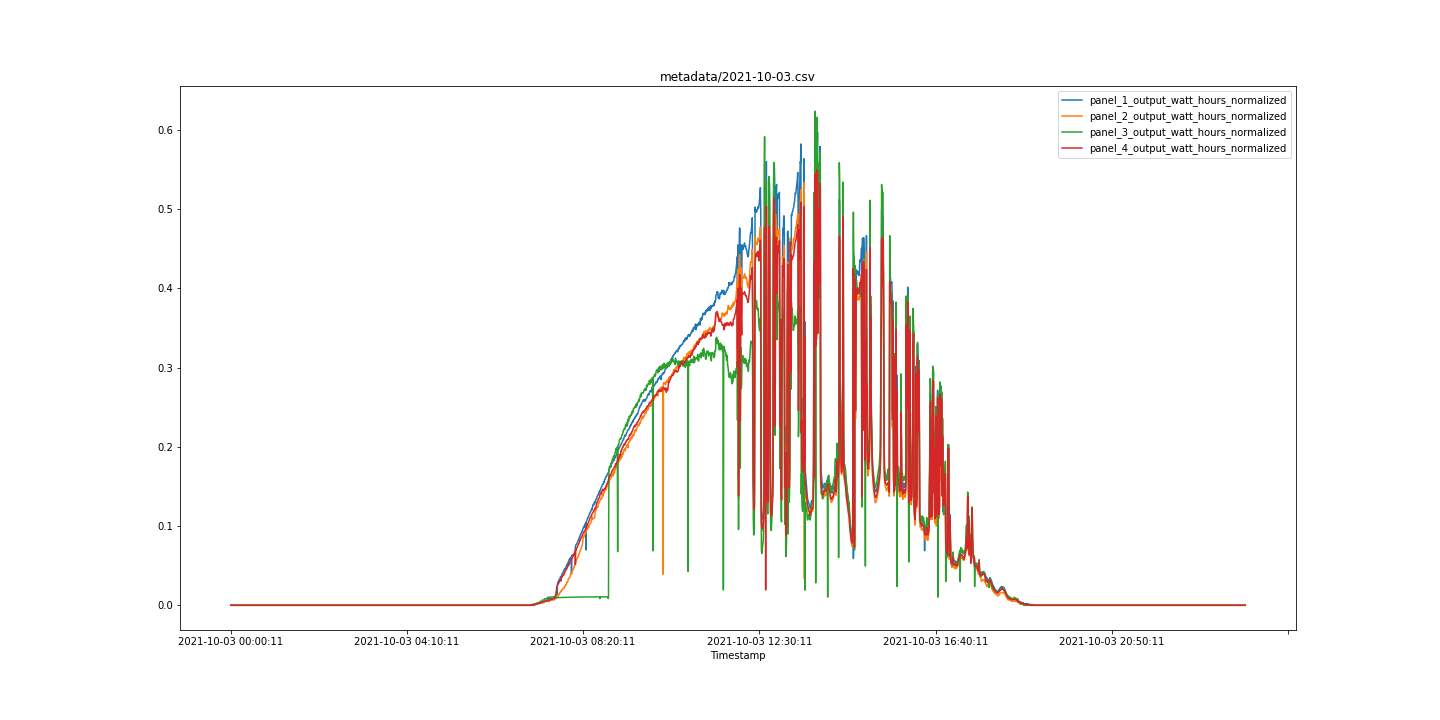 metadata/2021-10-03.csv
panel_1_output_watt_hours_normalized
panel_2_output_watt_hours_normalized
panel_3_output_watt_hours_normalized
panel_4_output_watt_hours_normalized
0.6
0.5
0.4
0.3
0.2
0.1
0.0
2021-10-03 00:00:11 2021-10-03 04:10:11 2021-10-03 08:20:11 2021-10-03 12:30:11 2021-10-03 16:40:11 2021-10-03 20:50:11
Timestamp